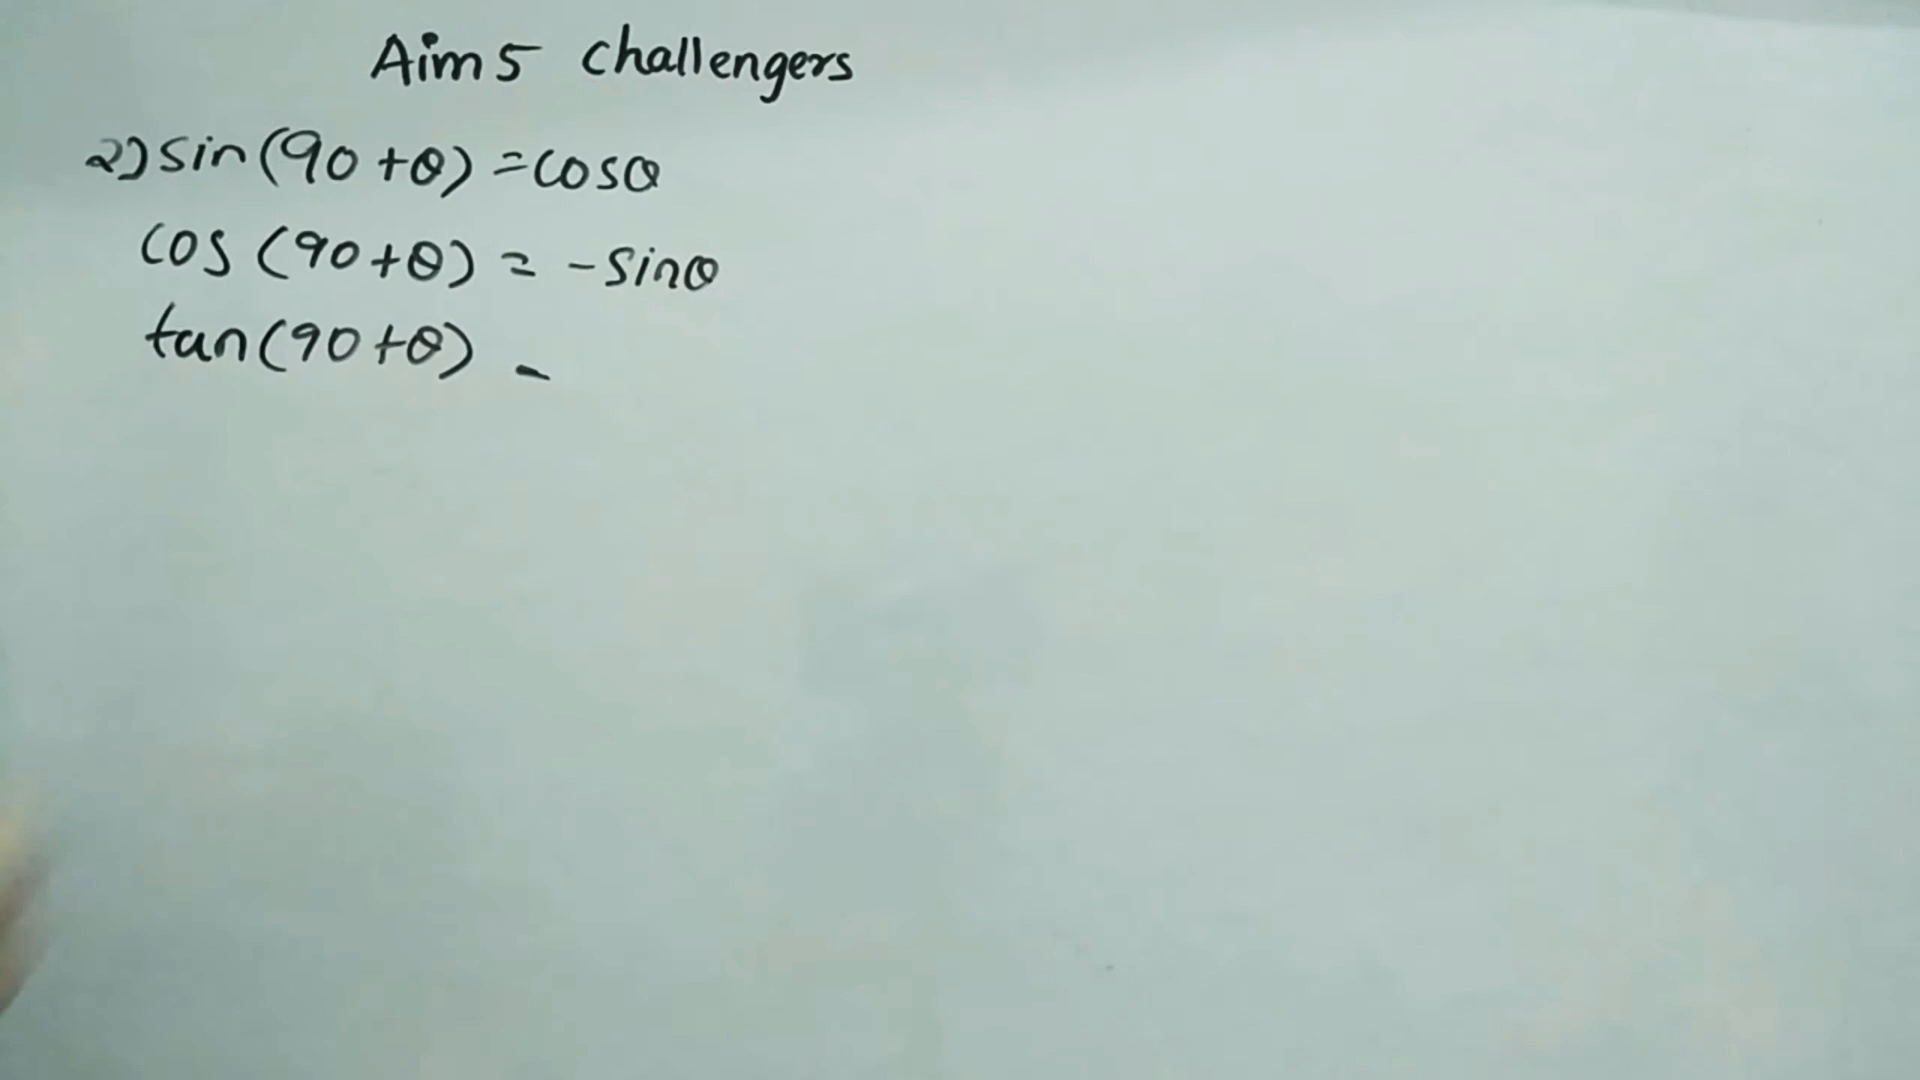 Aim5 challengers
2) sin(90+θ) = cosθ
cos (90+θ) = -sinθ
tan(90+θ) -